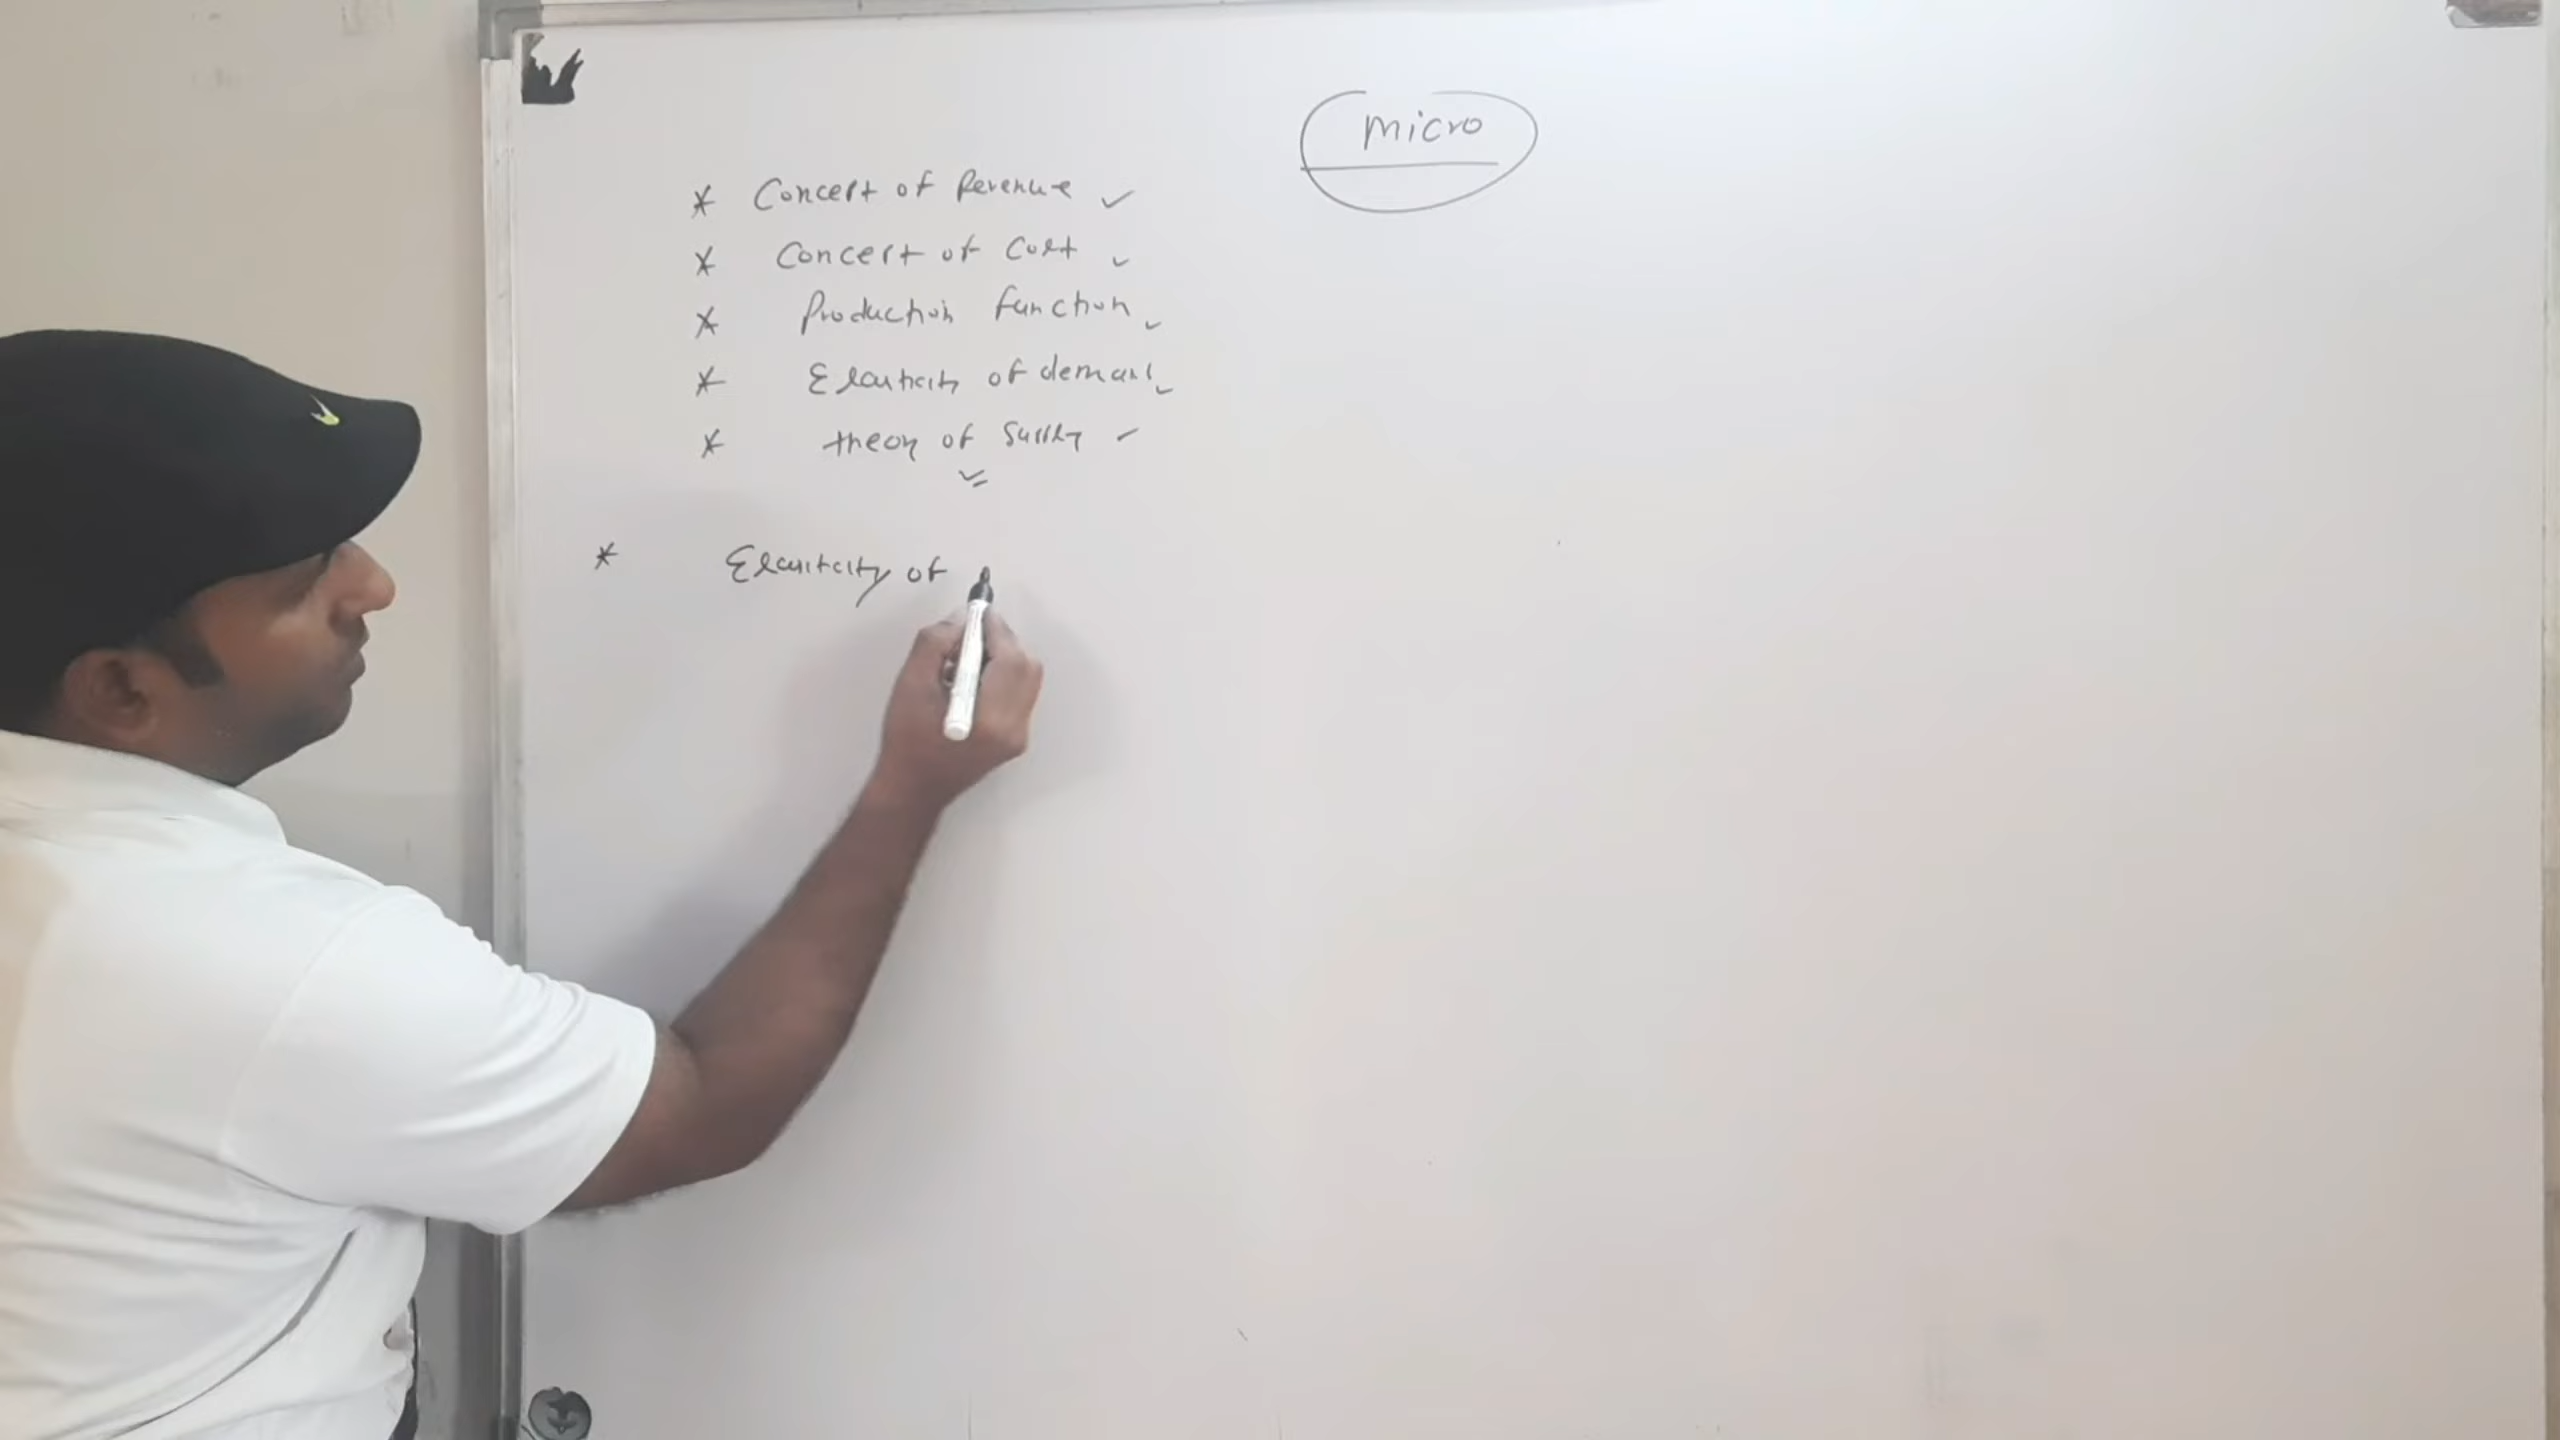 micro
* Concept of Revenue ✓
* Concept of Cost ✓
* Production function ✓
* Elasticity of demand ✓
* theory of Supply ✓
* Elasticity of